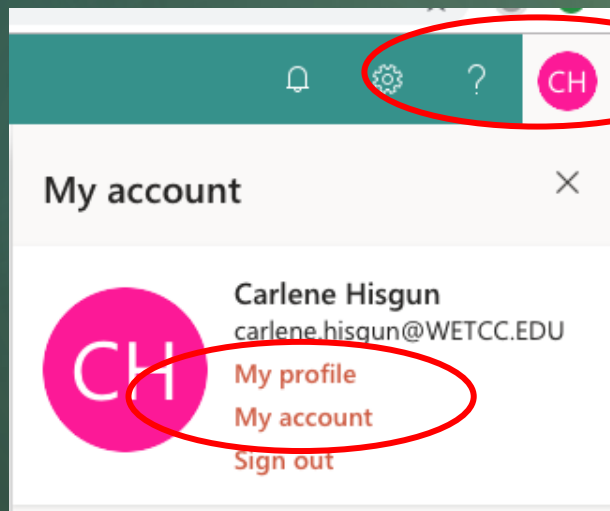 ?
CH
My account
CH
Carlene Hisgun
carlene.hisgun@WETCC.EDU
My profile
My account
Sign out